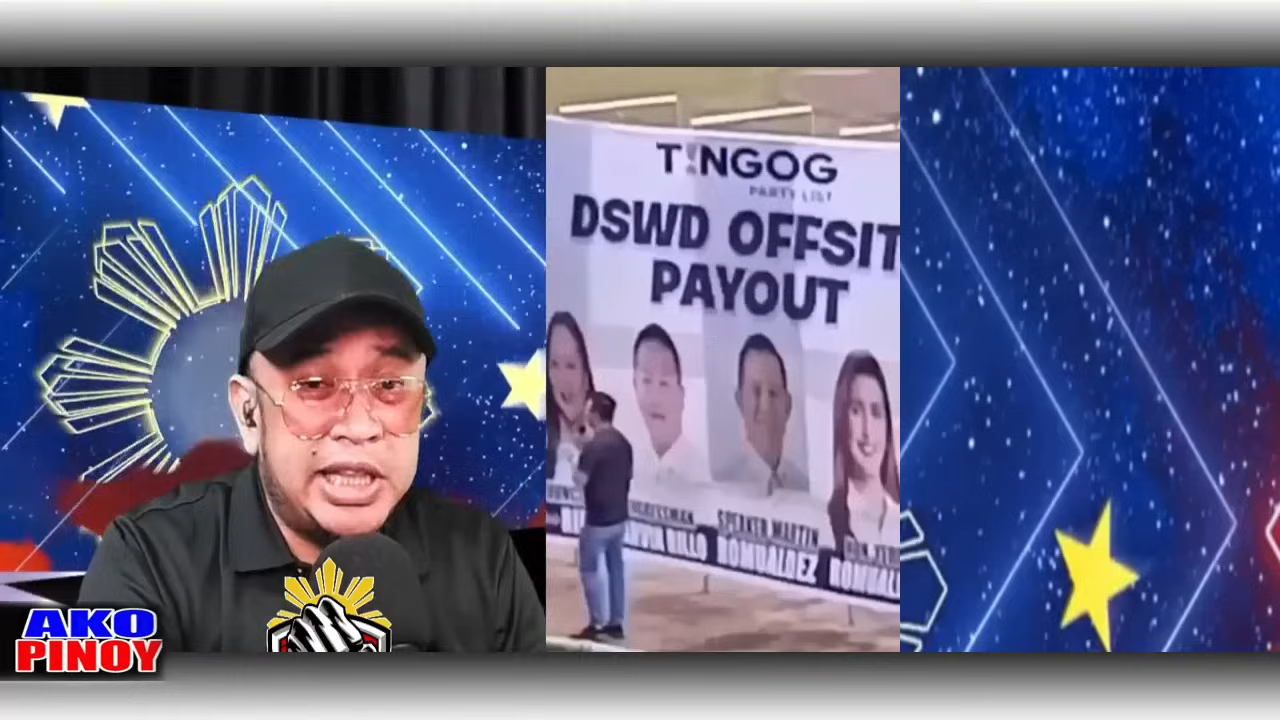 T!NGOG
PARTY LIST
DSWD OFFSIT
PAYOUT
SPEAKER MARTIN
ROMUALDEZ
AKO
PINOY